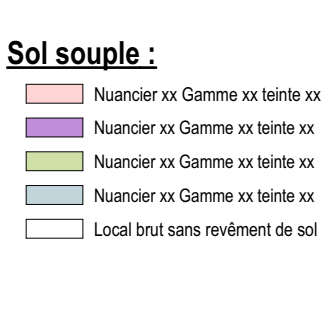 Sol souple :
Nuancier xx Gamme xx teinte xx
Nuancier xx Gamme xx teinte xx
Nuancier xx Gamme xx teinte xx
Nuancier xx Gamme xx teinte xx
Local brut sans revêment de sol